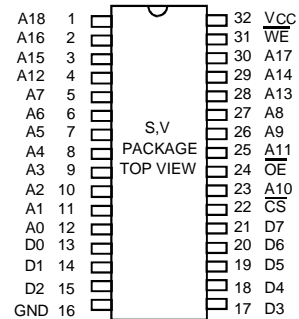 A18 1 32 VCC
A16 2 31 WE
A15 3 30 A17
A12 4 29 A14
A7 5 28 A13
A6 6 27 A8
A5 7 26 A9
A4 8 25 A11
A3 9 24 OE
A2 10 23 A10
A1 11 22 CS
A0 12 21 D7
D0 13 20 D6
D1 14 19 D5
D2 15 18 D4
GND 16 17 D3
S,V
PACKAGE
TOP VIEW